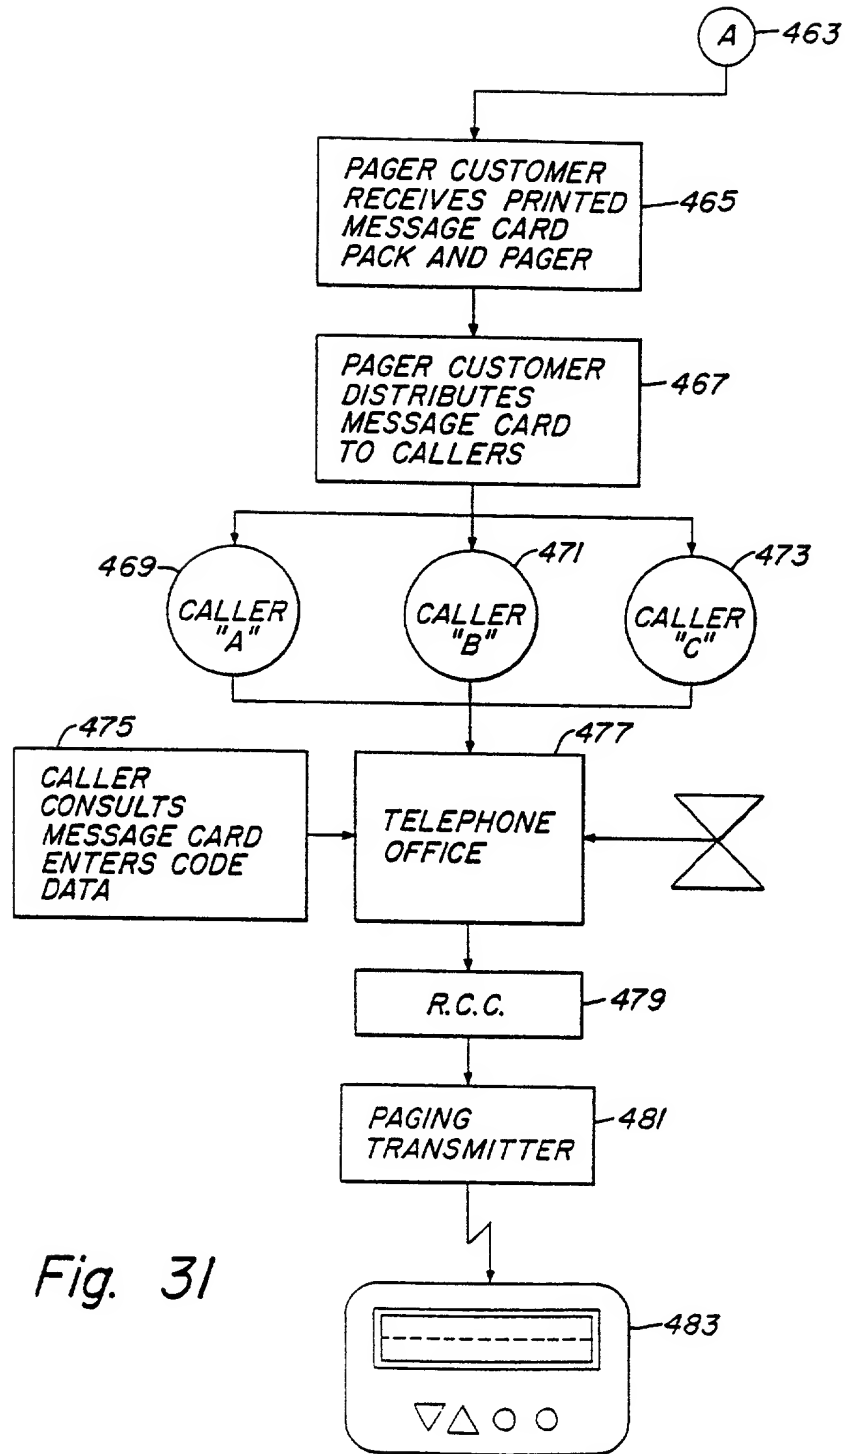 A
463
PAGER CUSTOMER
RECEIVES PRINTED
MESSAGE CARD
PACK AND PAGER
465
PAGER CUSTOMER
DISTRIBUTES
MESSAGE CARD
TO CALLERS
467
469
CALLER
"A"
471
CALLER
"B"
473
CALLER
"C"
475
CALLER
CONSULTS
MESSAGE CARD
ENTERS CODE
DATA
477
TELEPHONE
OFFICE
R.C.C.
479
PAGING
TRANSMITTER
481
Fig. 31
483